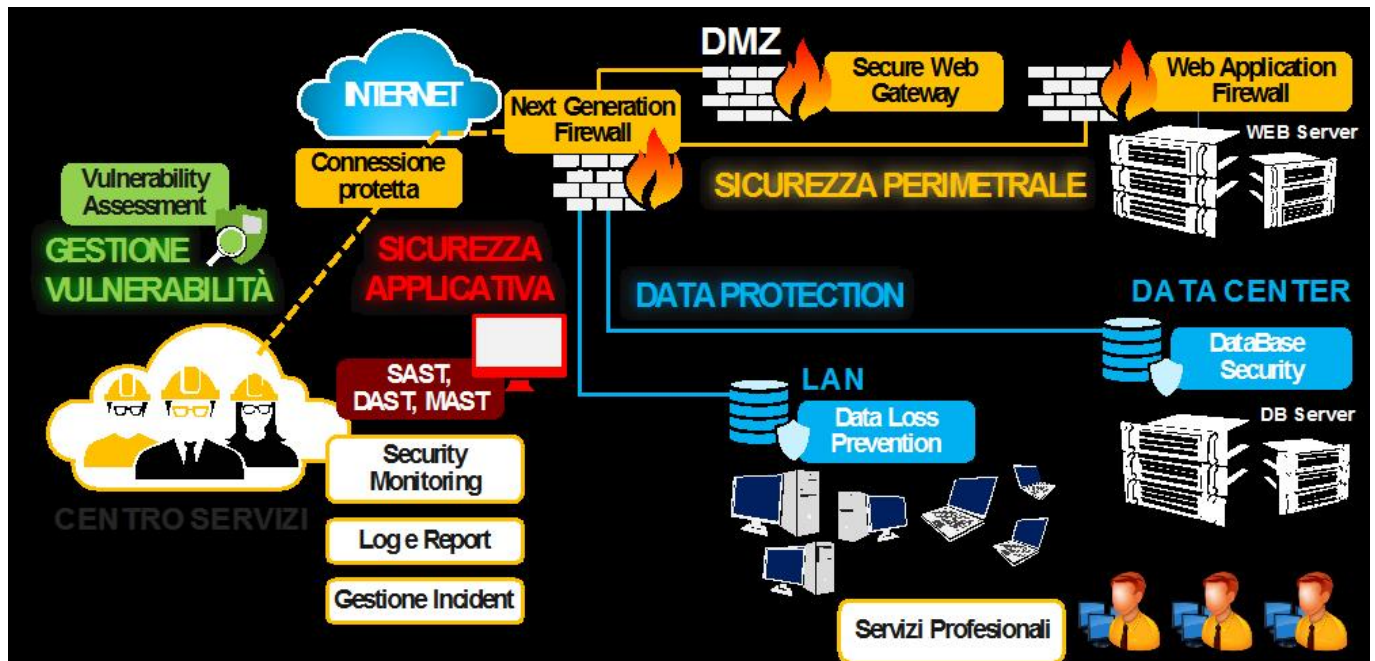 DMZ
INTERNET
Next Generation
Firewall
Secure Web
Gateway
Web Application
Firewall
WEB Server
Connessione
protetta
Vulnerability
Assessment
SICUREZZA PERIMETRALE
GESTIONE
VULNERABILITÀ
SICUREZZA
APPLICATIVA
DATA PROTECTION
DATA CENTER
DataBase
Security
SAST,
DAST, MAST
LAN
Data Loss
Prevention
DB Server
Security
Monitoring
CENTRO SERVIZI
Log e Report
Gestione Incident
Servizi Profesionali